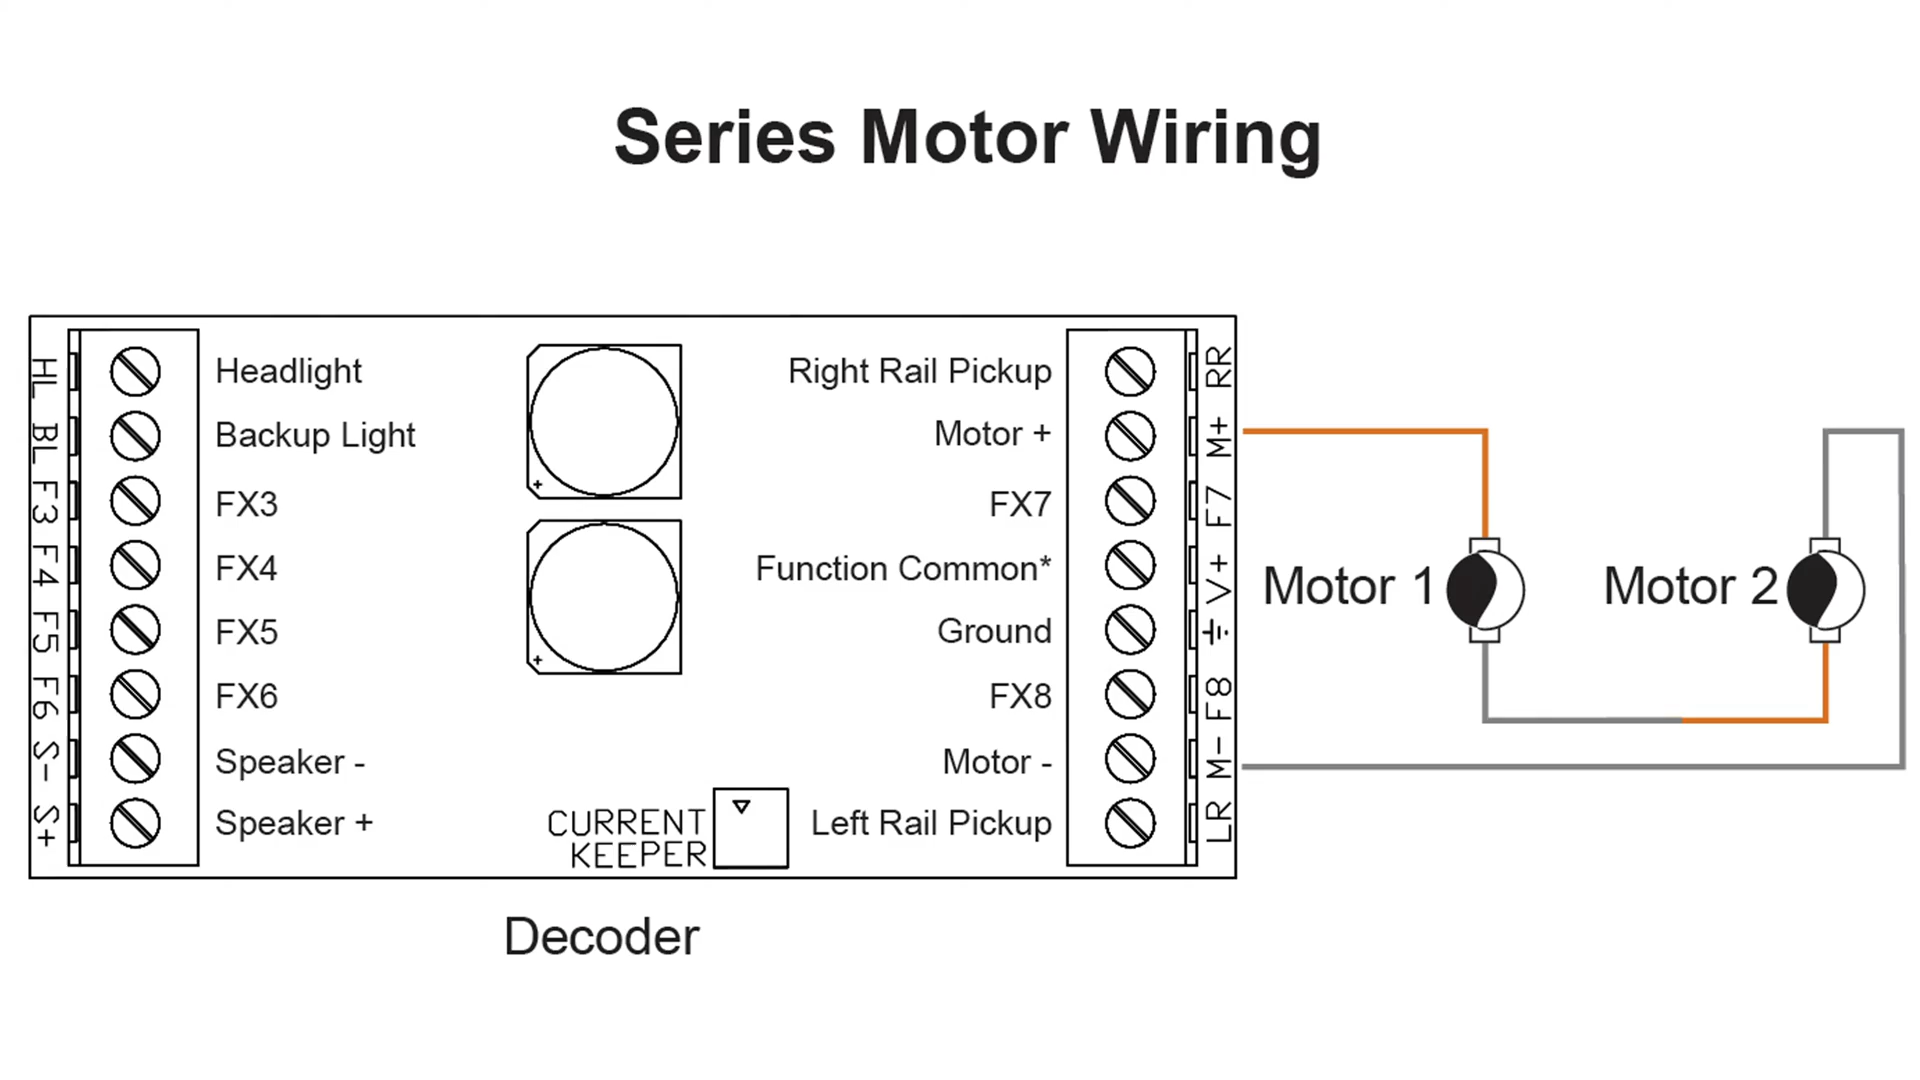 Series Motor Wiring
HL
BL
F3
F4
F5
F6
S-
S+
Headlight
Backup Light
FX3
FX4
FX5
FX6
Speaker -
Speaker +
+
+
CURRENT
KEEPER
Right Rail Pickup
Motor +
FX7
Function Common*
Ground
FX8
Motor -
Left Rail Pickup
RR
M+
F7
V+
F8
M-
LR
Motor 1
Motor 2
Decoder